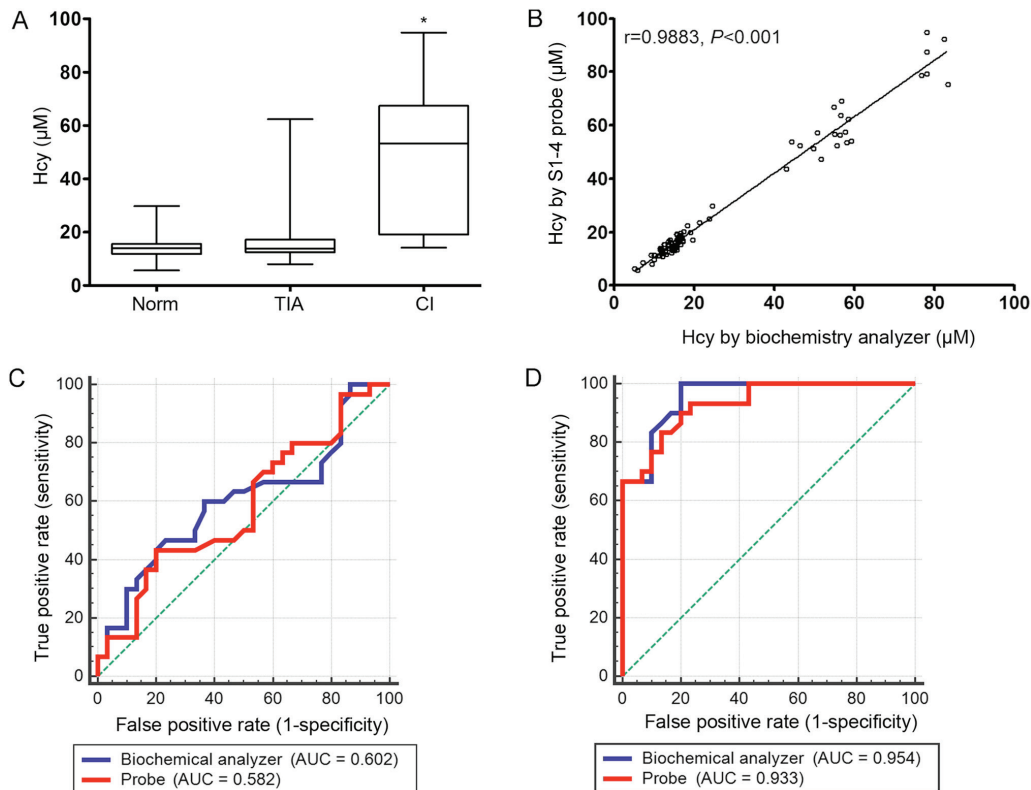 A
Hcy (µM)
100
80
60
40
20
0
*
Norm
TIA
CI
B
r=0.9883, P<0.001
Hcy by S1-4 probe (µM)
100
80
60
40
20
0
0
20
40
60
80
100
Hcy by biochemistry analyzer (µM)
C
True positive rate (sensitivity)
100
80
60
40
20
0
0
20
40
60
80
100
False positive rate (1-specificity)
Biochemical analyzer (AUC = 0.602)
Probe (AUC = 0.582)
D
True positive rate (sensitivity)
100
80
60
40
20
0
0
20
40
60
80
100
False positive rate (1-specificity)
Biochemical analyzer (AUC = 0.954)
Probe (AUC = 0.933)